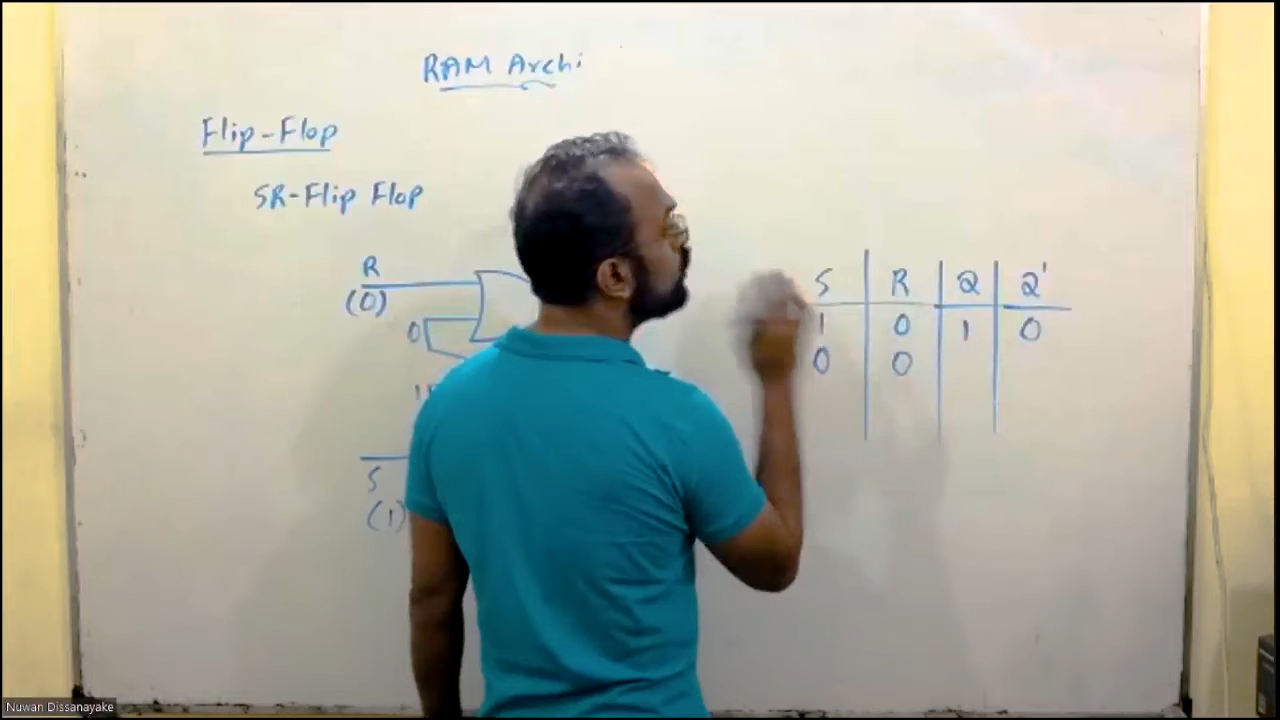 RAM Archi
Flip-Flop
SR-Flip Flop
R
(0)
0
S
(1)
S R Q Q'
1 0 1 0
0 0
Nuwan Dissanayake